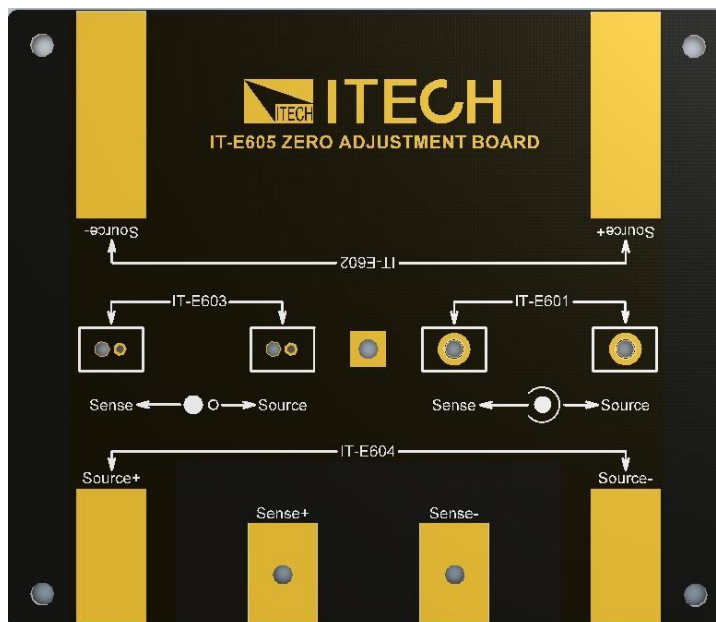 ITECH
ITECH
IT-E605 ZERO ADJUSTMENT BOARD
Source- Source+
IT-E602
IT-E603 IT-E601
Sense Source Sense Source
IT-E604
Source+ Source-
Sense+ Sense-